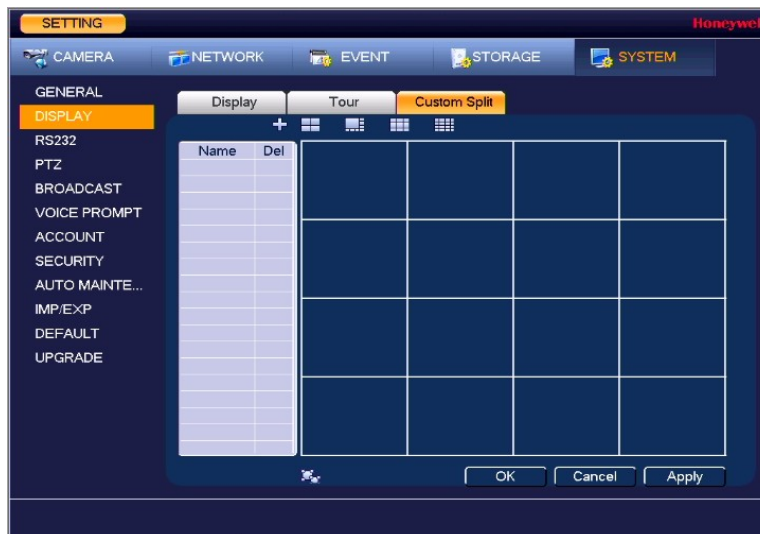 SETTING
Honeywel
CAMERA NETWORK EVENT STORAGE SYSTEM
GENERAL
DISPLAY
RS232
PTZ
BROADCAST
VOICE PROMPT
ACCOUNT
SECURITY
AUTO MAINTE...
IMP/EXP
DEFAULT
UPGRADE
Display Tour Custom Split
Name Del
OK Cancel Apply